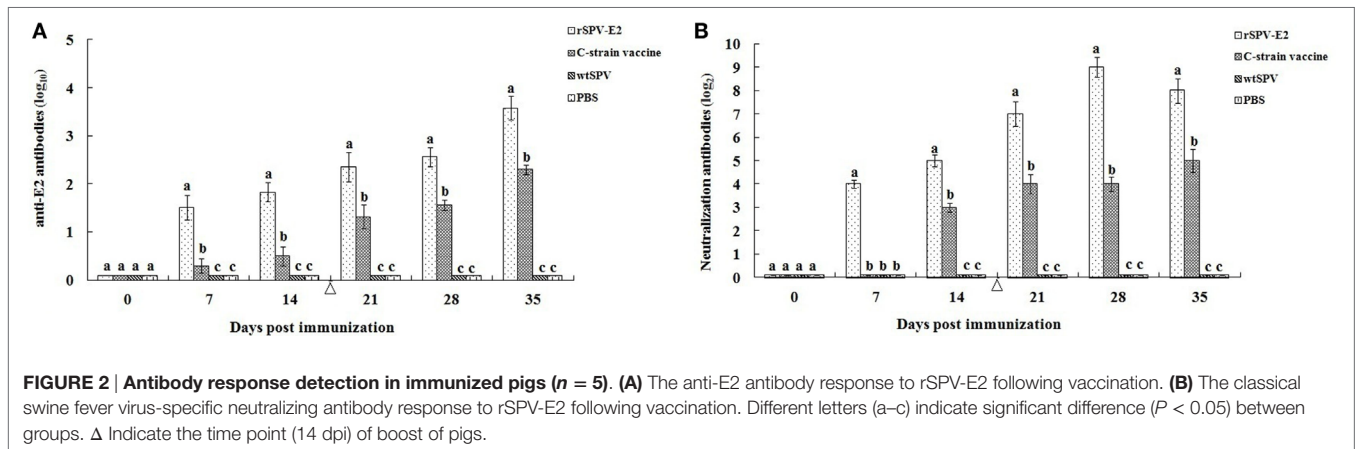 A
5
4
3
2
1
0
anti-E2 antibodies (log₁₀)
rSPV-E2
C-strain vaccine
wtSPV
PBS
a a a a
a b c c
a b c c
a b c c
a b c c
a b c c
0 7 14 Δ 21 28 35
Days post immunization
B
10
9
8
7
6
5
4
3
2
1
0
Neutralization antibodies (log₂)
rSPV-E2
C-strain vaccine
wtSPV
PBS
a a a a
a b b b
a b c c
a b c c
a b c c
a b c c
0 7 14 Δ 21 28 35
Days post immunization
FIGURE 2 | Antibody response detection in immunized pigs (n = 5). (A) The anti-E2 antibody response to rSPV-E2 following vaccination. (B) The classical
swine fever virus-specific neutralizing antibody response to rSPV-E2 following vaccination. Different letters (a–c) indicate significant difference (P < 0.05) between
groups. Δ Indicate the time point (14 dpi) of boost of pigs.